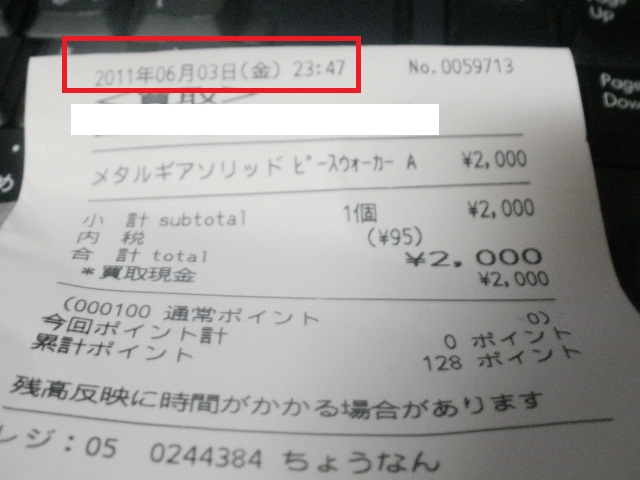 Page Up
2011年06月03日(金) 23:47 No.0059713
<買取>
メタルギアソリッド ピースウォーカー A ¥2,000
小 計 subtotal 1個 ¥2,000
内 税 (¥95)
合 計 total ¥2,000
*買取現金 ¥2,000
(000100 通常ポイント 0)
今回ポイント計 0 ポイント
累計ポイント 128 ポイント
残高反映に時間がかかる場合があります
レジ:05 0244384 ちょうなん
Page
Dow
め